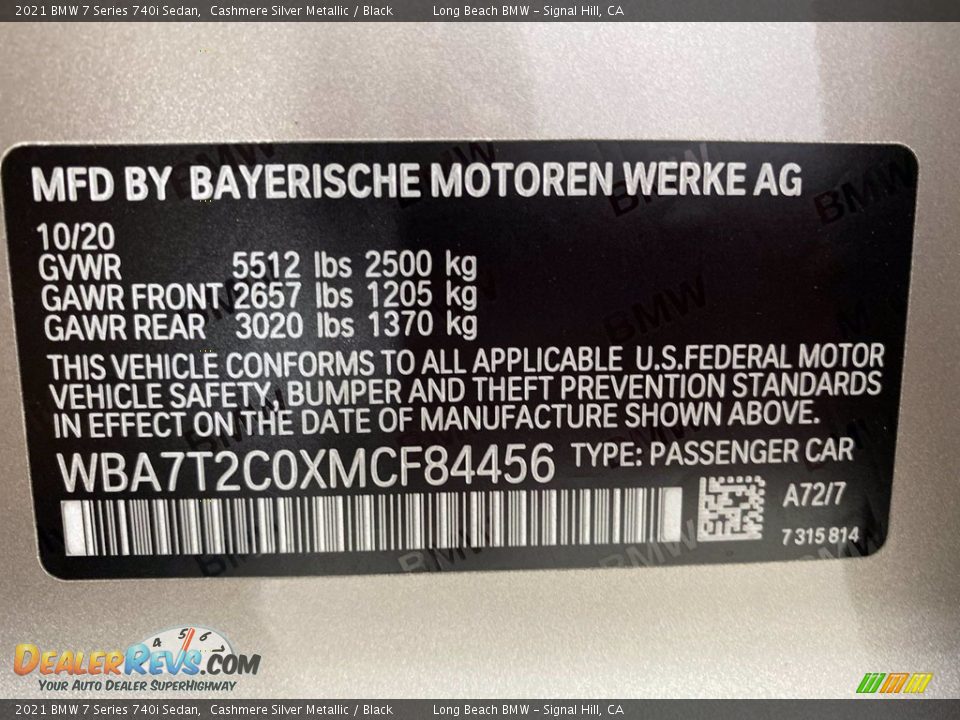 2021 BMW 7 Series 740i Sedan, Cashmere Silver Metallic / Black Long Beach BMW - Signal Hill, CA
MFD BY BAYERISCHE MOTOREN WERKE AG
10/20
GVWR 5512 lbs 2500 kg
GAWR FRONT 2657 lbs 1205 kg
GAWR REAR 3020 lbs 1370 kg
THIS VEHICLE CONFORMS TO ALL APPLICABLE U.S.FEDERAL MOTOR
VEHICLE SAFETY, BUMPER AND THEFT PREVENTION STANDARDS
IN EFFECT ON THE DATE OF MANUFACTURE SHOWN ABOVE.
WBA7T2C0XMCF84456 TYPE: PASSENGER CAR
A72/7
7 315 814
4 5 6 7
DEALERREVS.COM
YOUR AUTO DEALER SUPERHIGHWAY
2021 BMW 7 Series 740i Sedan, Cashmere Silver Metallic / Black Long Beach BMW - Signal Hill, CA